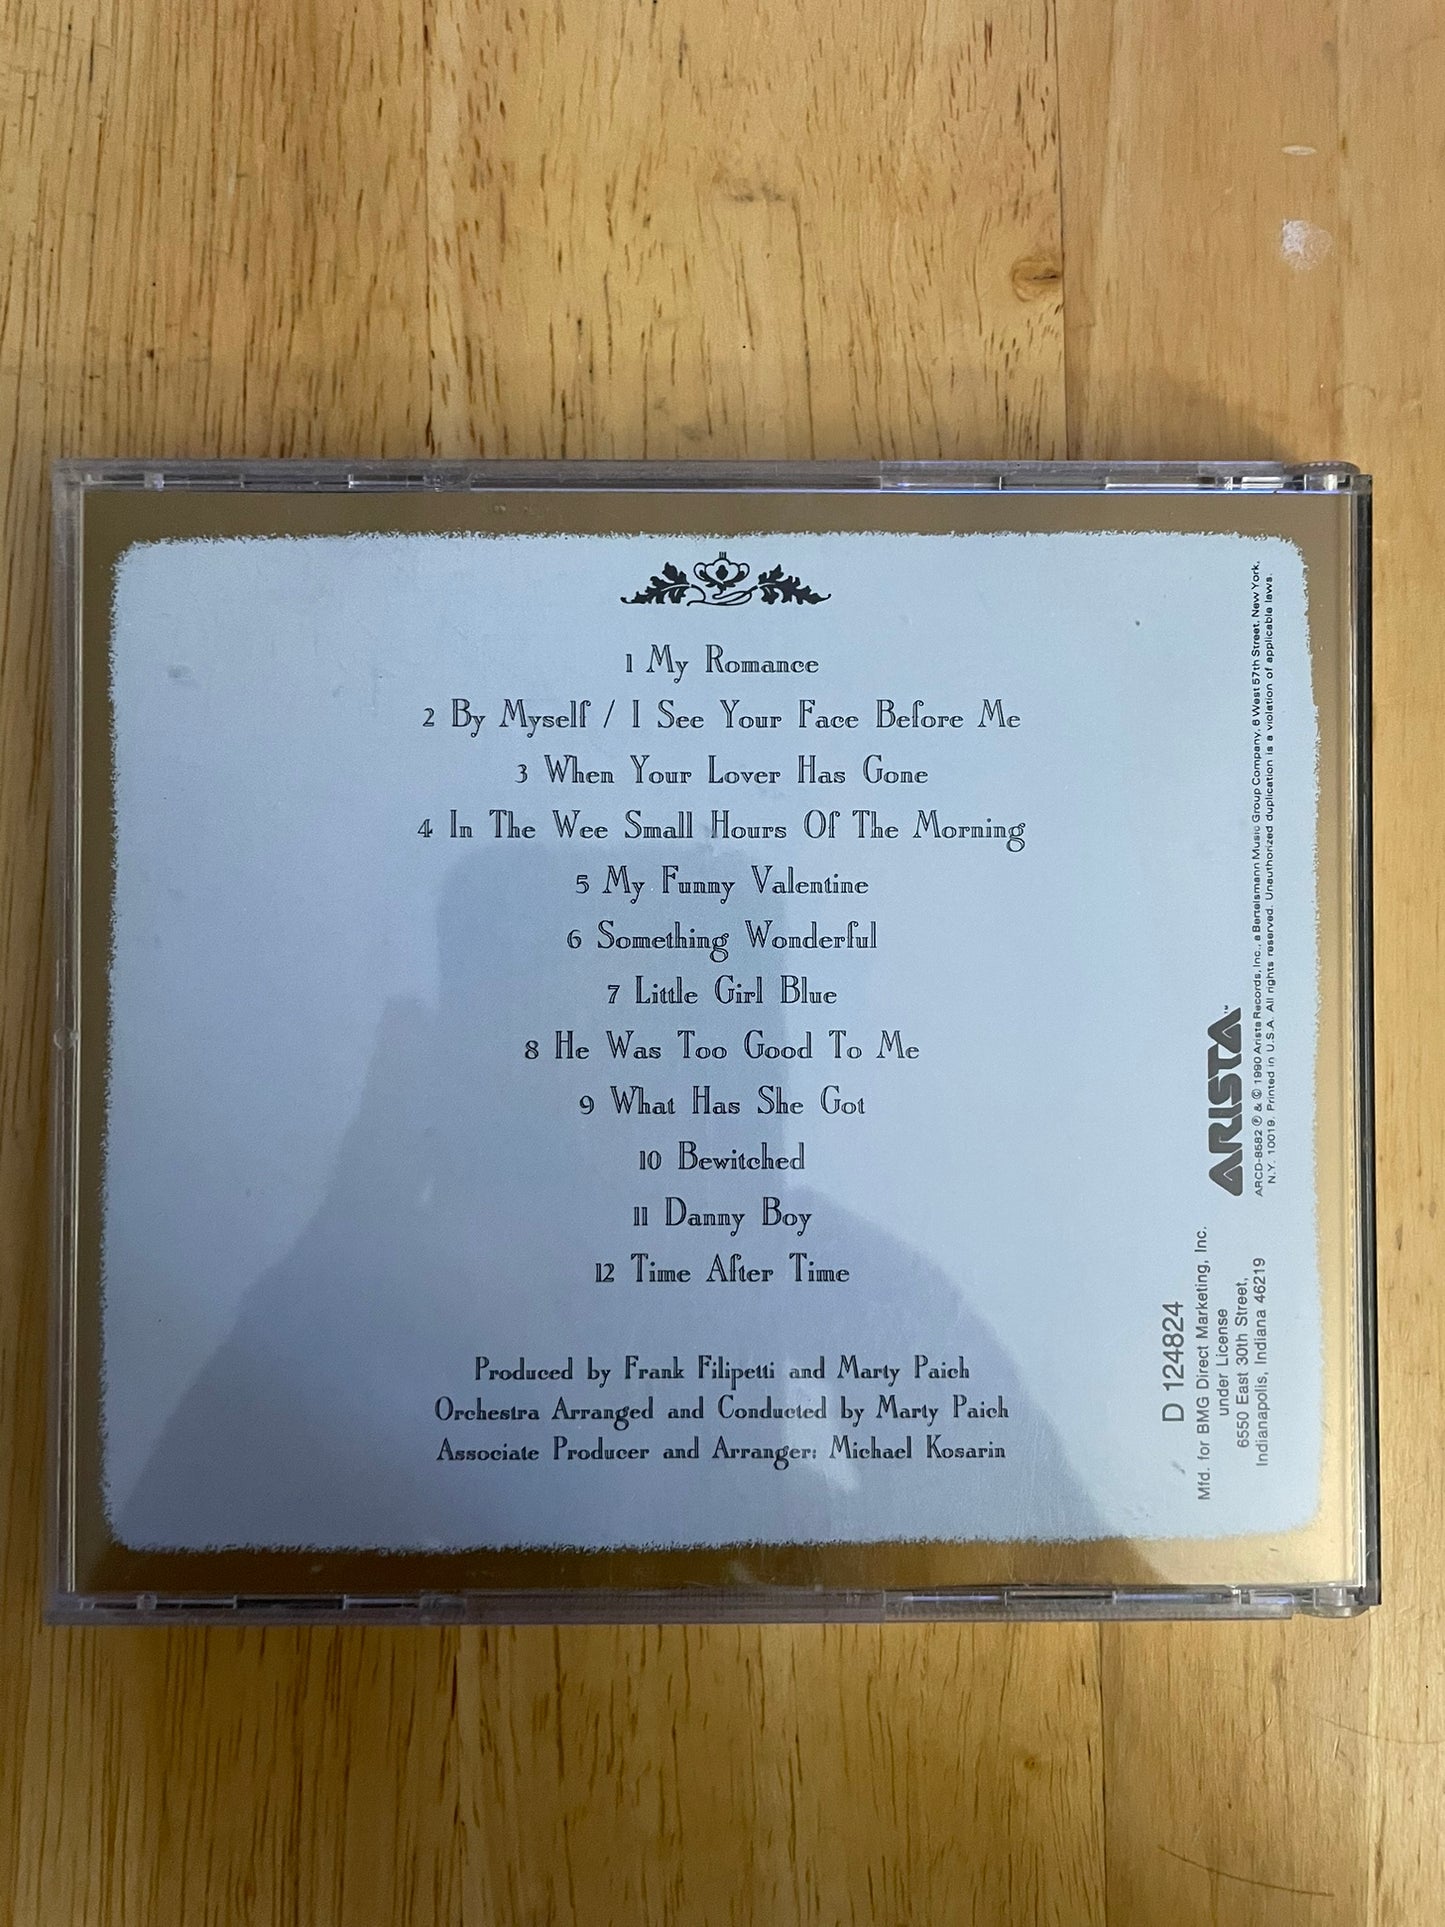 1 My Romance
2 By Myself / I See Your Face Before Me
3 When Your Lover Has Gone
4 In The Wee Small Hours Of The Morning
5 My Funny Valentine
6 Something Wonderful
7 Little Girl Blue
8 He Was Too Good To Me
9 What Has She Got
10 Bewitched
11 Danny Boy
12 Time After Time
Produced by Frank Filipetti and Marty Paich
Orchestra Arranged and Conducted by Marty Paich
Associate Producer and Arranger: Michael Kosarin
D 124824
Mfd. for BMG Direct Marketing, Inc.
under License
6550 East 30th Street,
Indianapolis, Indiana 46219
ARISTA™
ARCD-8582 ℗ & © 1990 Arista Records, Inc., a Bertelsmann Music Group Company, 6 West 57th Street, New York,
N.Y. 10019. Printed in U.S.A. All rights reserved. Unauthorized duplication is a violation of applicable laws.